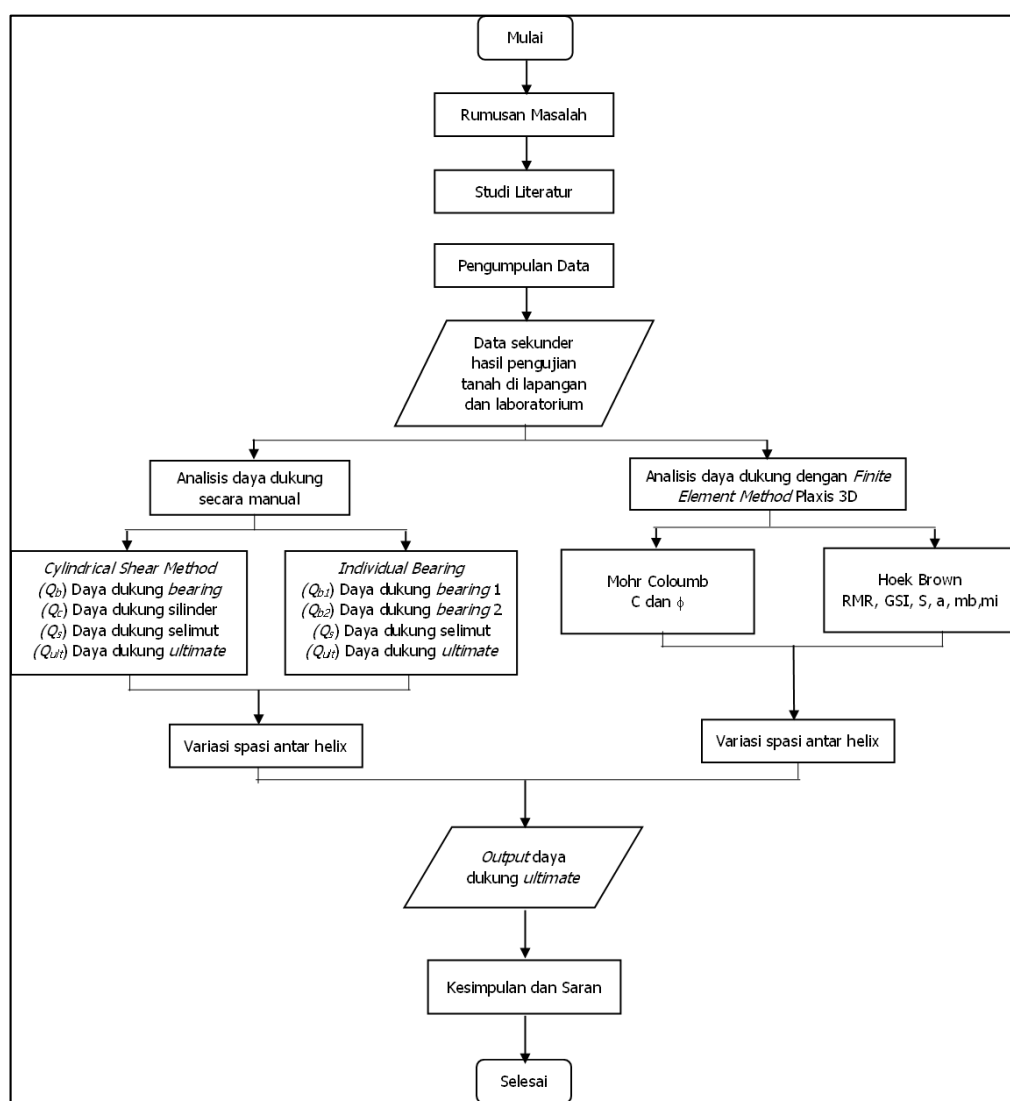 Mulai
Rumusan Masalah
Studi Literatur
Pengumpulan Data
Data sekunder
hasil pengujian
tanah di lapangan
dan laboratorium
Analisis daya dukung
secara manual
Analisis daya dukung dengan Finite
Element Method Plaxis 3D
Cylindrical Shear Method
(Qb) Daya dukung bearing
(Qc) Daya dukung silinder
(Qs) Daya dukung selimut
(Qult) Daya dukung ultimate
Individual Bearing
(Qb1) Daya dukung bearing 1
(Qb2) Daya dukung bearing 2
(Qs) Daya dukung selimut
(Qult) Daya dukung ultimate
Mohr Coloumb
C dan ϕ
Hoek Brown
RMR, GSI, S, a, mb,mi
Variasi spasi antar helix
Variasi spasi antar helix
Output daya
dukung ultimate
Kesimpulan dan Saran
Selesai